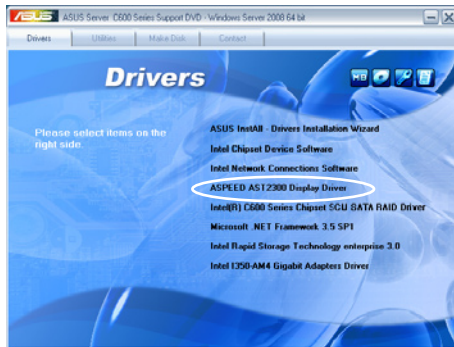 ASUS ASUS Server C600 Series Support DVD - Windows Server 2008 64 bit
Drivers Utilities Make Disk Contact
Drivers
MB
Please select items on the
right side.
ASUS InstAll - Drivers Installation Wizard
Intel Chipset Device Software
Intel Network Connections Software
ASPEED AST2300 Display Driver
Intel(R) C600 Series Chipset SCU SATA RAID Driver
Microsoft .NET Framework 3.5 SP1
Intel Rapid Storage Technology enterprise 3.0
Intel I350-AM4 Gigabit Adapters Driver